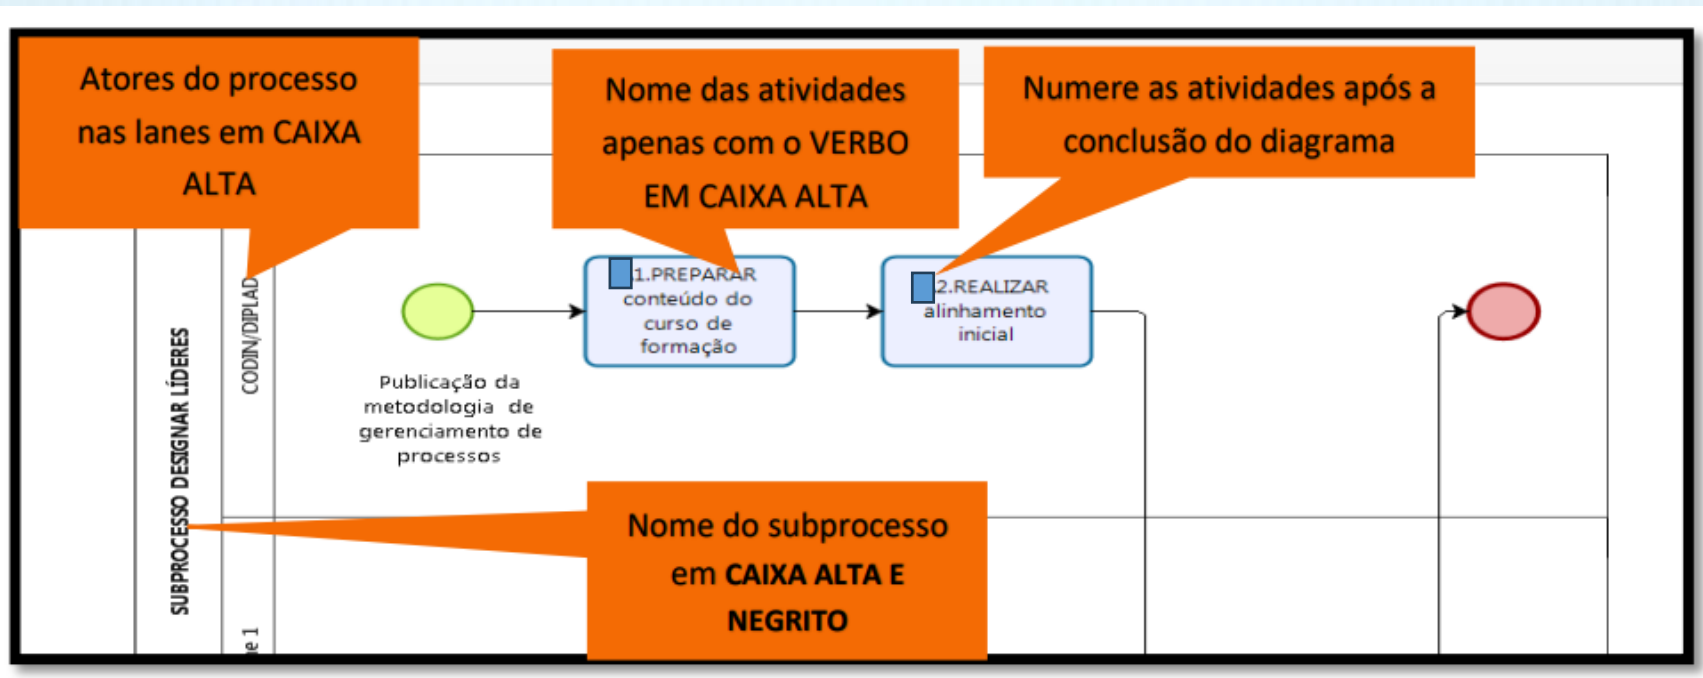 Atores do processo
nas lanes em CAIXA
ALTA
Nome das atividades
apenas com o VERBO
EM CAIXA ALTA
Numere as atividades após a
conclusão do diagrama
SUBPROCESSO DESIGNAR LÍDERES
CODIN/DIPLAD
Publicação da
metodologia de
gerenciamento de
processos
1.PREPARAR
conteúdo do
curso de
formação
2.REALIZAR
alinhamento
inicial
Nome do subprocesso
em CAIXA ALTA E
NEGRITO
e 1